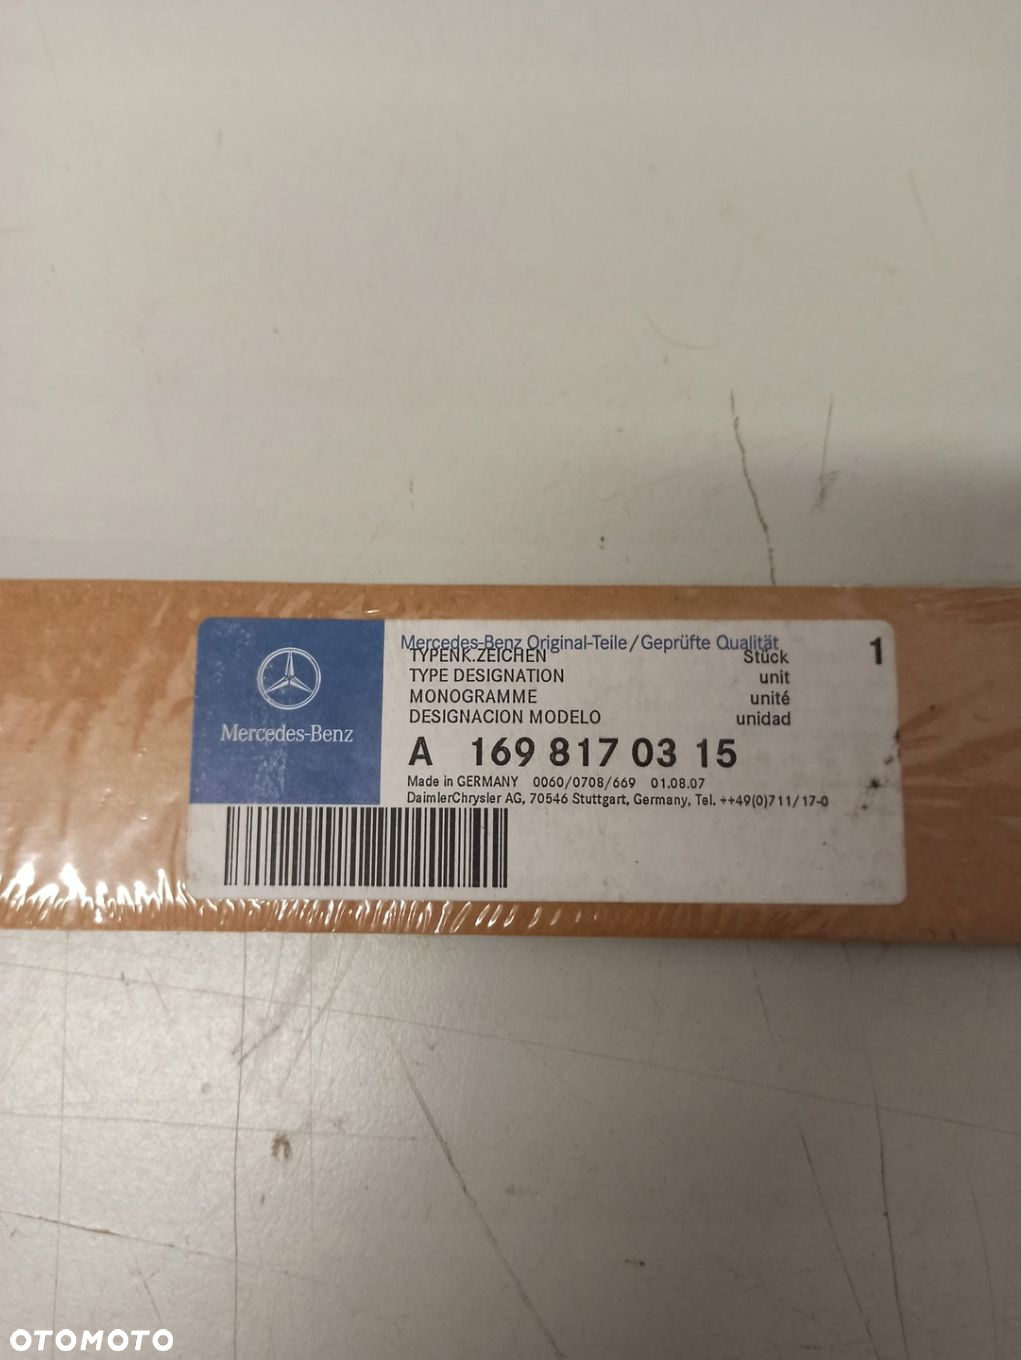 Mercedes-Benz Original-Teile/Geprüfte Qualität
TYPENK.ZEICHEN Stück 1
TYPE DESIGNATION unit
MONOGRAMME unité
DESIGNACION MODELO unidad
Mercedes-Benz
A 169 817 03 15
Made in GERMANY 0060/0708/669 01.08.07
DaimlerChrysler AG, 70546 Stuttgart, Germany, Tel. ++49(0)711/17-0
OTOMOTO